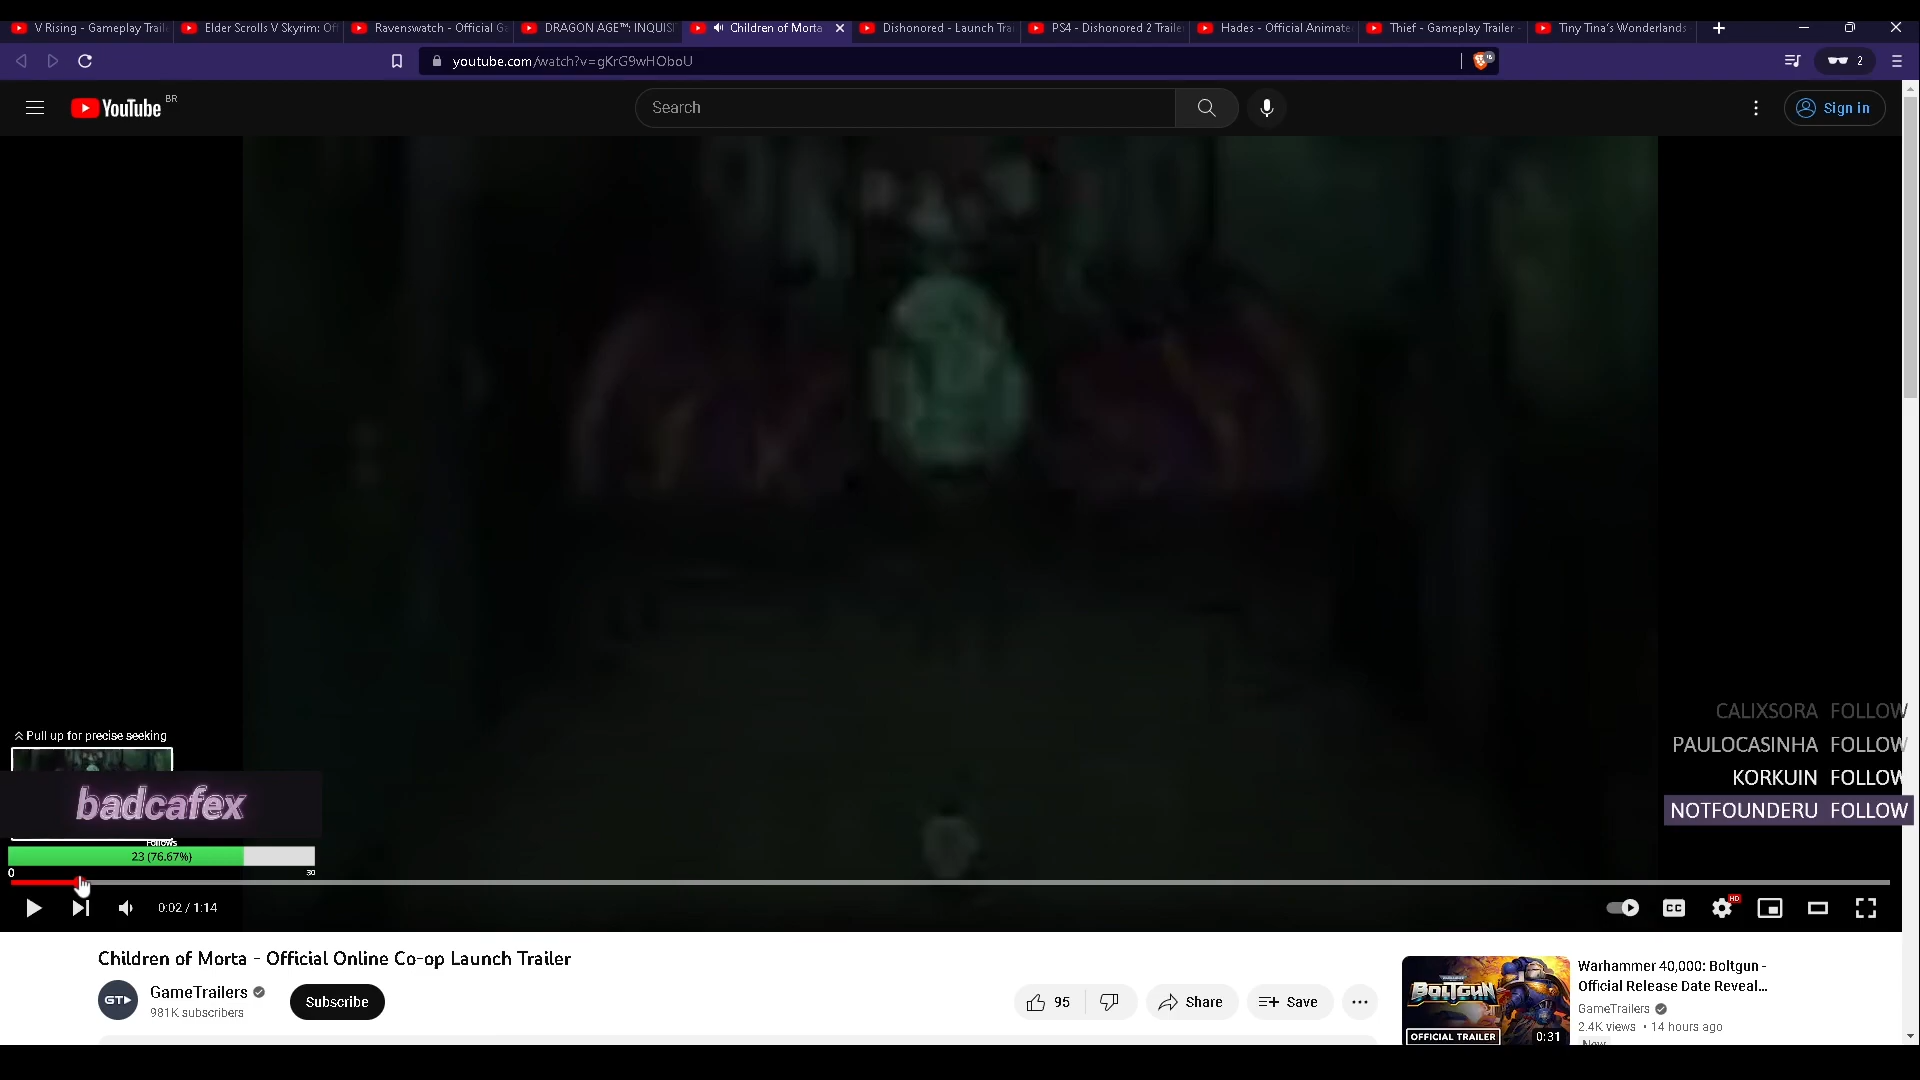 V Rising - Gameplay Trail
Elder Scrolls V Skyrim: Of
Ravenswatch - Official G
DRAGON AGE™: INQUIS
Children of Morta
Dishonored - Launch Tra
PS4 - Dishonored 2 Traile
Hades - Official Animate
Thief - Gameplay Trailer -
Tiny Tina's Wonderlands
youtube.com/watch?v=gKrG9wHOboU
2
YouTube BR
Search
Sign in
CALIXSORA FOLLOW
Pull up for precise seeking
PAULOCASINHA FOLLOW
KORKUIN FOLLOW
badcafex
NOTFOUNDERU FOLLOW
Follows
23 (76.67%)
0
30
0:02 / 1:14
CC
HD
Children of Morta - Official Online Co-op Launch Trailer
GT
GameTrailers
981K subscribers
Subscribe
95
Share
Save
BOLTGUN
OFFICIAL TRAILER
0:31
Warhammer 40,000: Boltgun -
Official Release Date Reveal...
GameTrailers
2.4K views • 14 hours ago
New